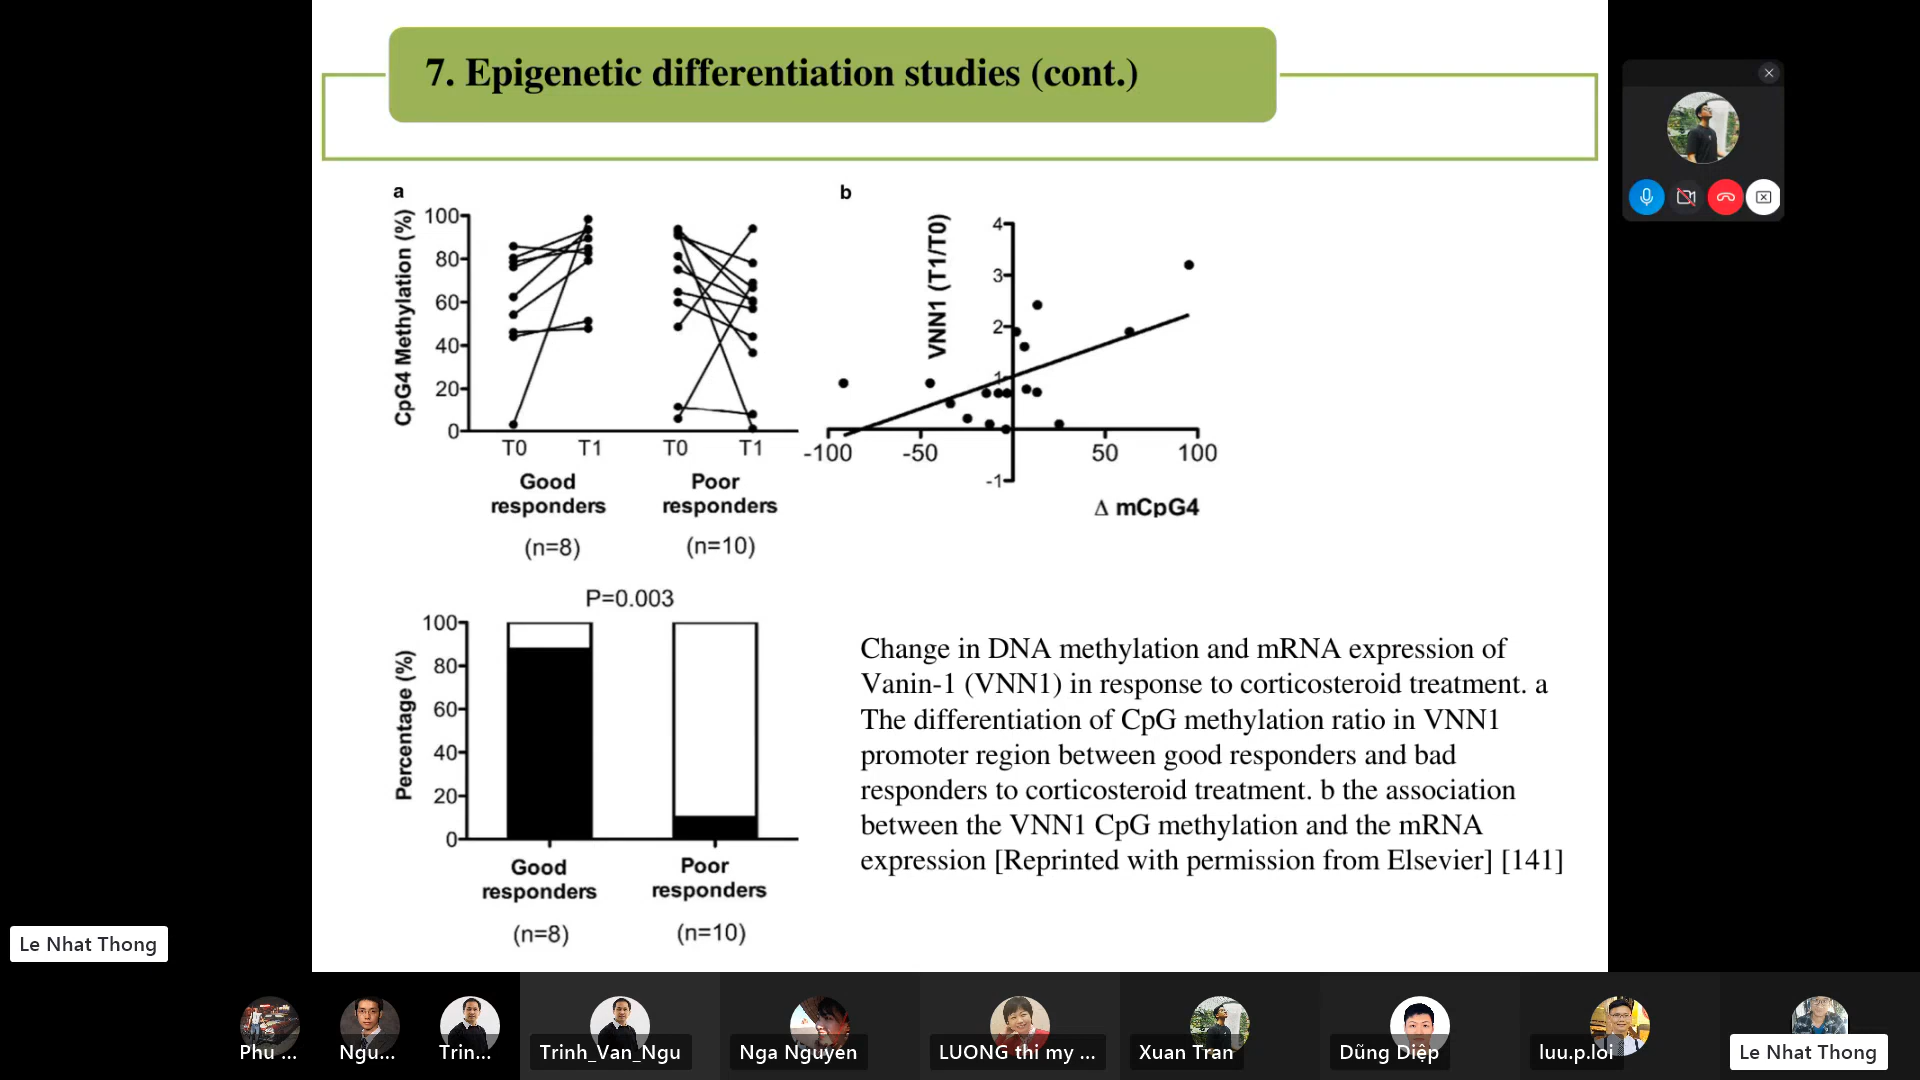 7. Epigenetic differentiation studies (cont.)
a
CpG4 Methylation (%)
100
80
60
40
20
0
T0 T1 T0 T1
Good responders
Poor responders
(n=8)
(n=10)
b
VNN1 (T1/T0)
4
3
2
1
-1
-100 -50 50 100
Δ mCpG4
P=0.003
Percentage (%)
100
80
60
40
20
0
Good responders
Poor responders
(n=8)
(n=10)
Change in DNA methylation and mRNA expression of
Vanin-1 (VNN1) in response to corticosteroid treatment. a
The differentiation of CpG methylation ratio in VNN1
promoter region between good responders and bad
responders to corticosteroid treatment. b the association
between the VNN1 CpG methylation and the mRNA
expression [Reprinted with permission from Elsevier] [141]
Le Nhat Thong
Phu ...
Ngu...
Trin...
Trinh_Van_Ngu
Nga Nguyen
LUONG thi my ...
Xuan Tran
Dũng Diệp
luu.p.loi
Le Nhat Thong